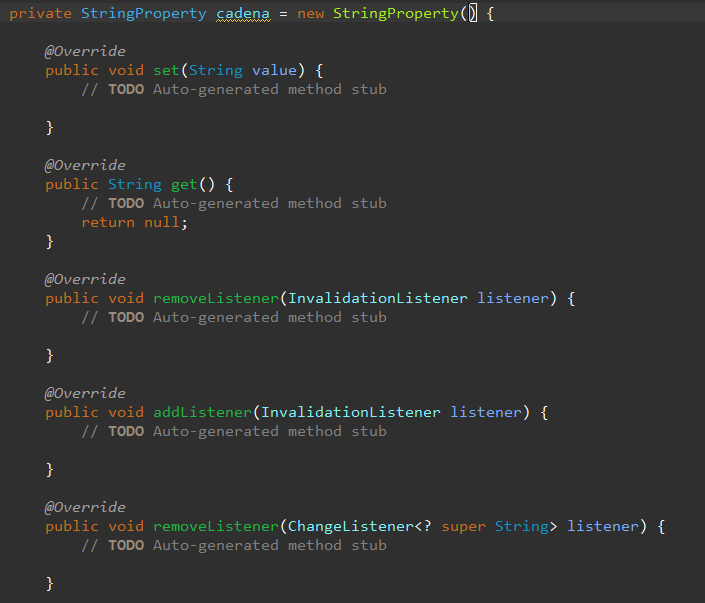 private StringProperty cadena = new StringProperty() {
@Override
public void set(String value) {
// TODO Auto-generated method stub
}
@Override
public String get() {
// TODO Auto-generated method stub
return null;
}
@Override
public void removeListener(InvalidationListener listener) {
// TODO Auto-generated method stub
}
@Override
public void addListener(InvalidationListener listener) {
// TODO Auto-generated method stub
}
@Override
public void removeListener(ChangeListener<? super String> listener) {
// TODO Auto-generated method stub
}